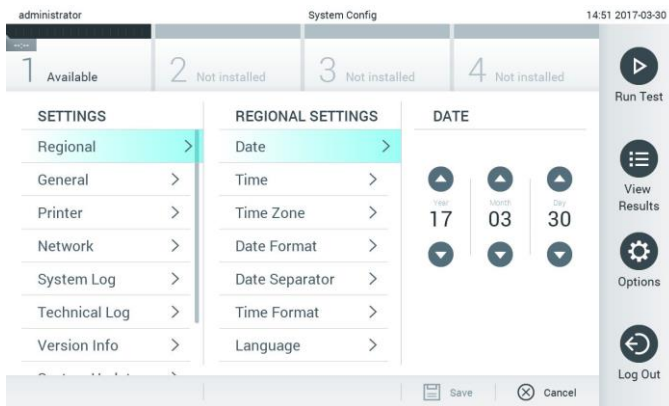 administrator System Config 14:51 2017-03-30
--:--
1 Available 2 Not installed 3 Not installed 4 Not installed
Run Test
SETTINGS REGIONAL SETTINGS DATE
Regional > Date >
General > Time >
Printer > Time Zone >
Year Month Day
17 03 30
View
Results
Network > Date Format >
System Log > Date Separator >
Options
Technical Log > Time Format >
Version Info > Language >
Log Out
Save Cancel